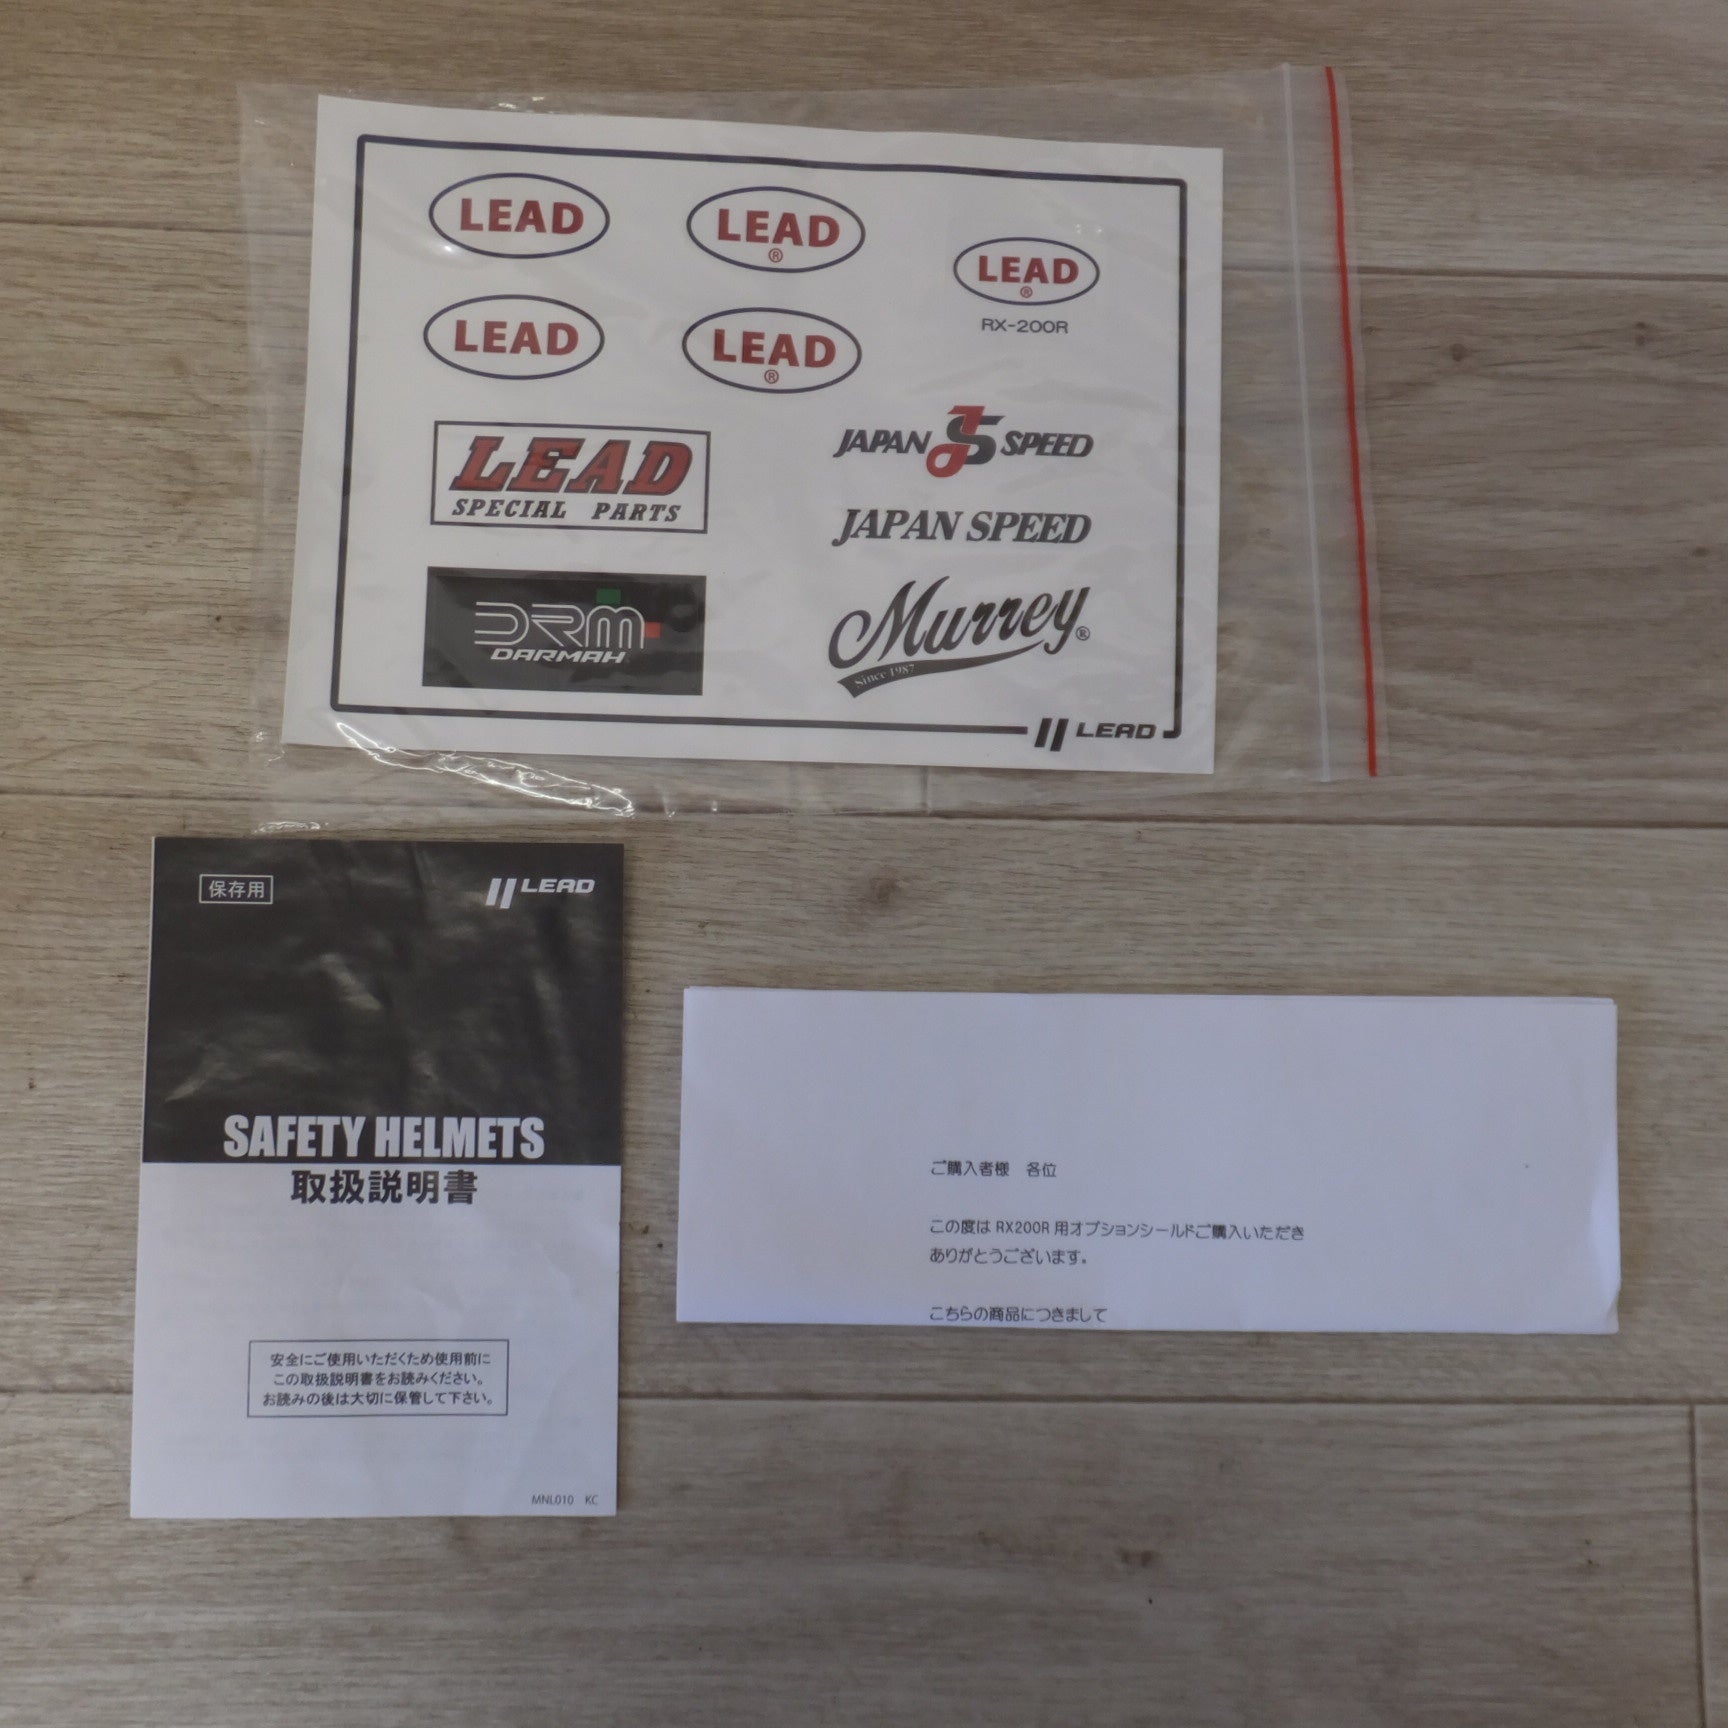 LEAD
LEAD
®
LEAD
®
RX-200R
LEAD
LEAD
®
LEAD
SPECIAL PARTS
JAPAN JS SPEED
JAPAN SPEED
DRM
DARMAH
Murrey®
Since 1987
LEAD
保存用
LEAD
SAFETY HELMETS
取扱説明書
安全にご使用いただくため使用前に
この取扱説明書をお読みください。
お読みの後は大切に保管して下さい。
MNL010 KC
ご購入者様 各位
この度は RX200R 用オプションシールドご購入いただき
ありがとうございます。
こちらの商品につきまして